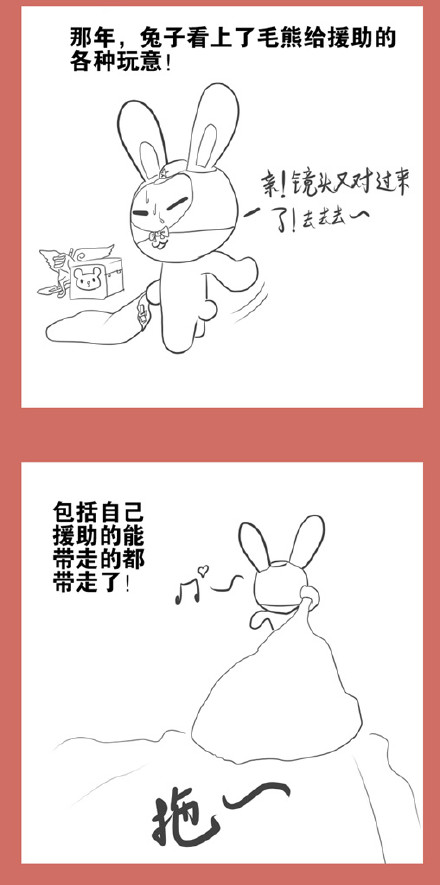 那年，兔子看上了毛熊给援助的
各种玩意！
亲！镜头又对过来
了！去去去～
包括自己
援助的能
带走的都
带走了！
拖～